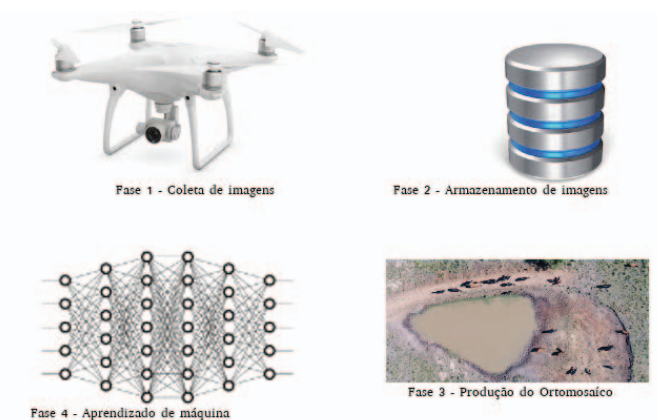 Fase 1 - Coleta de imagens
Fase 2 - Armazenamento de imagens
Fase 3 - Produção do Ortomosaíco
Fase 4 - Aprendizado de máquina